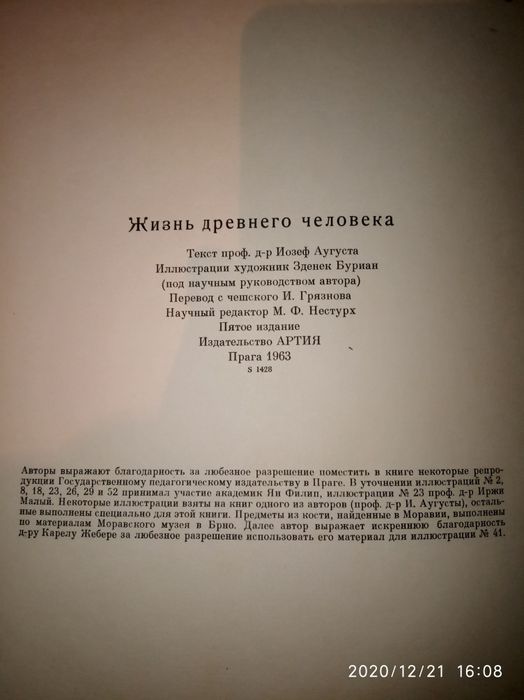 Жизнь древнего человека
Текст проф. д-р Иозеф Аугуста
Иллюстрации художник Зденек Буриан
(под научным руководством автора)
Перевод с чешского И. Грязнова
Научный редактор М. Ф. Нестурх
Пятое издание
Издательство АРТИЯ
Прага 1963
S 1428
Авторы выражают благодарность за любезное разрешение поместить в книге некоторые репро-
дукции Государственному педагогическому издательству в Праге. В уточнении иллюстраций № 2,
8, 18, 23, 26, 29 и 52 принимал участие академик Ян Филип, иллюстрации № 23 проф. д-р Иржи
Малый. Некоторые иллюстрации взяты из книг одного из авторов (проф. д-р И. Аугусты), осталь-
ные выполнены специально для этой книги. Предметы из кости, найденные в Моравии, выполнены
по материалам Моравского музея в Брно. Далее автор выражает искреннюю благодарность
д-ру Карелу Жебере за любезное разрешение использовать его материал для иллюстрации № 41.
2020/12/21 16:08